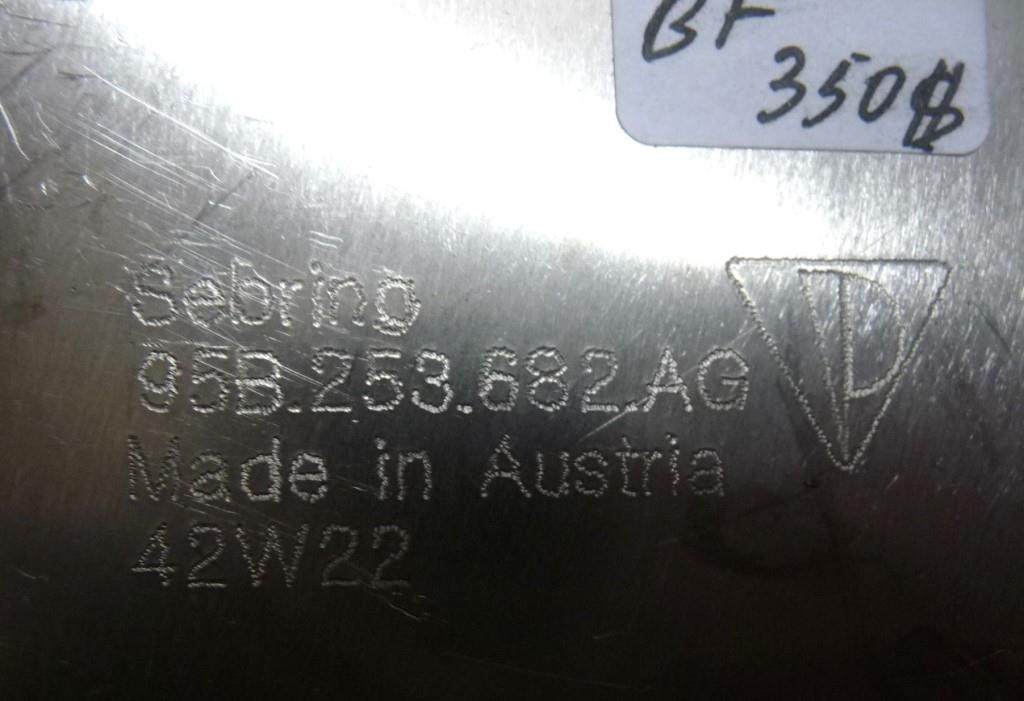 BF
350$
Sebring
95B.253.682.AG
Made in Austria
42W22